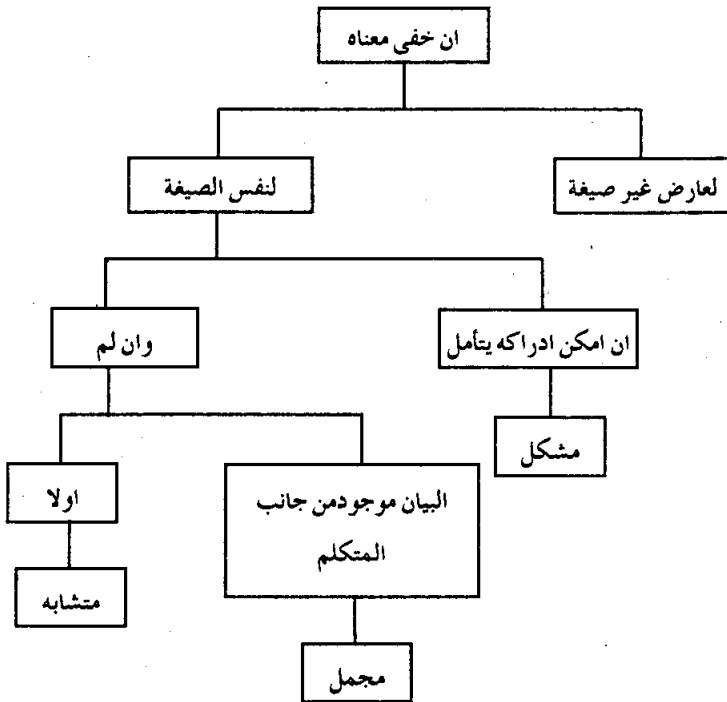 ان خفى معناه
لعارض غير صيغة
لنفس الصيغة
ان امكن ادراكه يتأمل
وان لم
مشكل
البيان موجودمن جانب
المتكلم
اولا
متشابه
مجمل